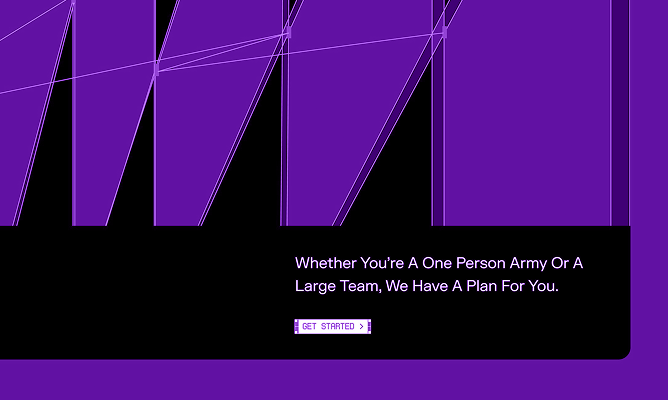 Whether You're A One Person Army Or A
Large Team, We Have A Plan For You.
GET STARTED >